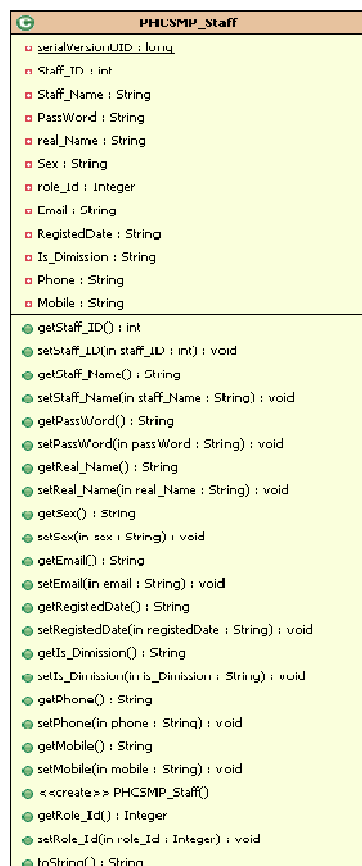 PHCSMP_Staff
serialVersionUID : long
Staff_ID : int
Staff_Name : String
PassWord : String
real_Name : String
Sex : String
role_Id : Integer
Email : String
RegistedDate : String
Is_Dimission : String
Phone : String
Mobile : String
getStaff_ID() : int
setStaff_ID(in staff_ID : int) : void
getStaff_Name() : String
setStaff_Name(in staff_Name : String) : void
getPassWord() : String
setPassWord(in passWord : String) : void
getReal_Name() : String
setReal_Name(in real_Name : String) : void
getSex() : String
setSex(in sex : String) : void
getEmail() : String
setEmail(in email : String) : void
getRegistedDate() : String
setRegistedDate(in registedDate : String) : void
getIs_Dimission() : String
setIs_Dimission(in is_Dimission : String) : void
getPhone() : String
setPhone(in phone : String) : void
getMobile() : String
setMobile(in mobile : String) : void
<<create>> PHCSMP_Staff()
getRole_Id() : Integer
setRole_Id(in role_Id : Integer) : void
toString() : String